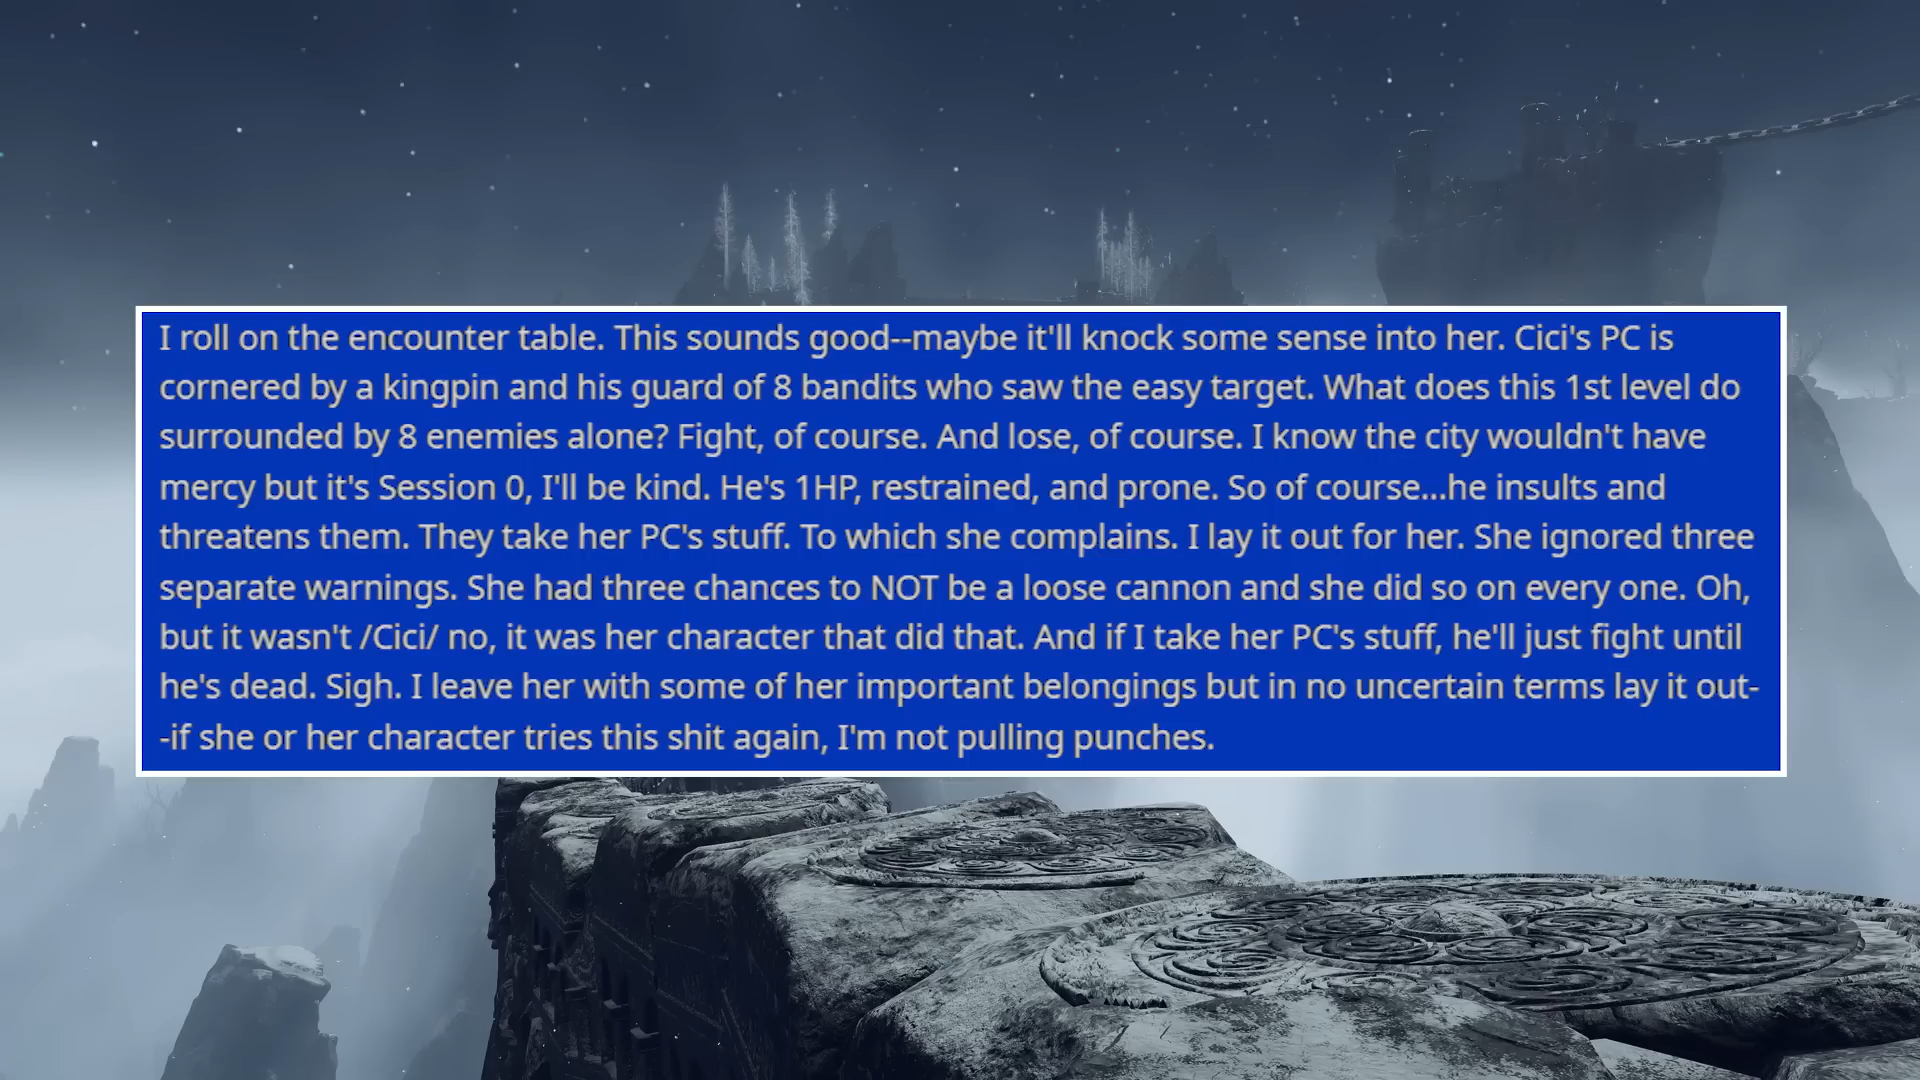 I roll on the encounter table. This sounds good--maybe it'll knock some sense into her. Cici's PC is
cornered by a kingpin and his guard of 8 bandits who saw the easy target. What does this 1st level do
surrounded by 8 enemies alone? Fight, of course. And lose, of course. I know the city wouldn't have
mercy but it's Session 0, I'll be kind. He's 1HP, restrained, and prone. So of course...he insults and
threatens them. They take her PC's stuff. To which she complains. I lay it out for her. She ignored three
separate warnings. She had three chances to NOT be a loose cannon and she did so on every one. Oh,
but it wasn't /Cici/ no, it was her character that did that. And if I take her PC's stuff, he'll just fight until
he's dead. Sigh. I leave her with some of her important belongings but in no uncertain terms lay it out-
-if she or her character tries this shit again, I'm not pulling punches.